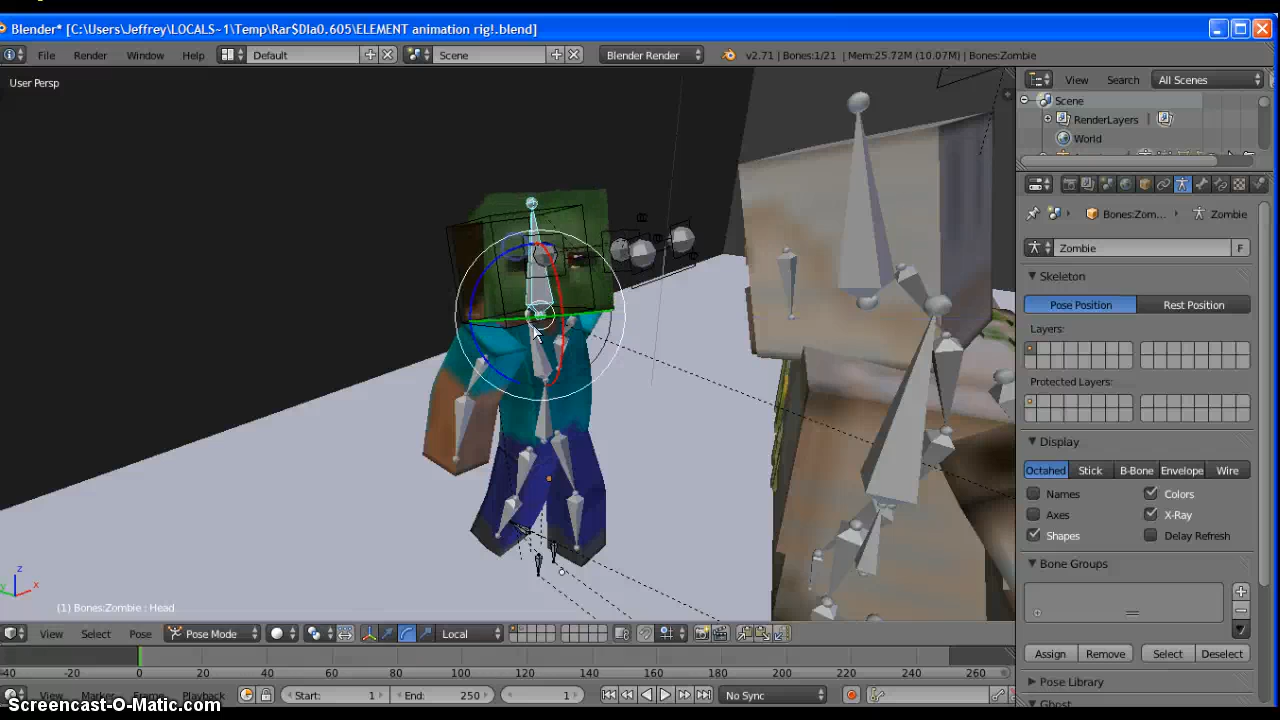 Blender* [C:\Users\Jeffrey\LOCALS~1\Temp\Rar$DIa0.605\ELEMENT animation rig!.blend]
File Render Window Help Default Scene Blender Render v2.71 | Bones:1/21 | Mem:25.72M (10.07M) | Bones:Zombie
User Persp
View Search All Scenes
Scene
RenderLayers
World
Bones:Zom... Zombie
Zombie F
Skeleton
Pose Position Rest Position
Layers:
Protected Layers:
Display
Octahed Stick B-Bone Envelope Wire
Names Colors
Axes X-Ray
Shapes Delay Refresh
Bone Groups
Assign Remove Select Deselect
Pose Library
Ghost
z
y x
(1) Bones:Zombie : Head
View Select Pose Pose Mode Local
-40 -20 0 20 40 60 80 100 120 140 160 180 200 220 240 260
View Marker Frame Playback Start: 1 End: 250 1 No Sync
Screencast-O-Matic.com